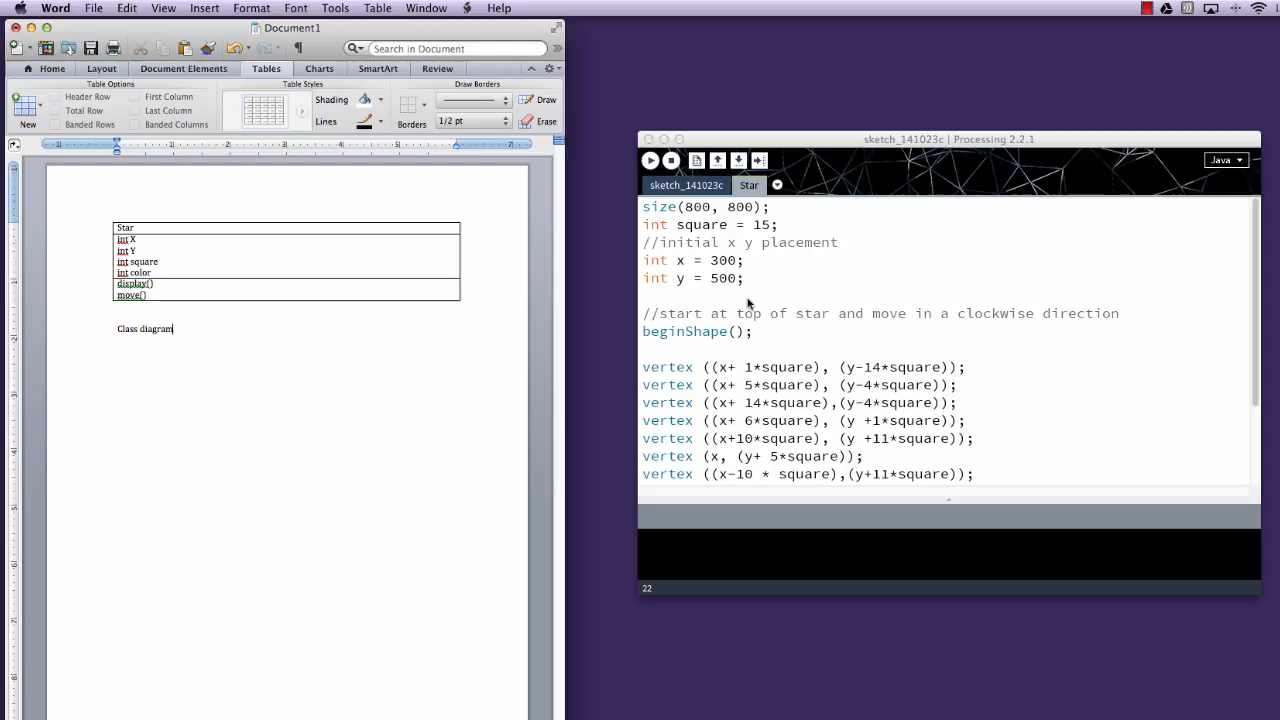 Word File Edit View Insert Format Font Tools Table Window Help
Document1
Search in Document
Home Layout Document Elements Tables Charts SmartArt Review
Table Options Table Styles Draw Borders
Header Row First Column
Total Row Last Column
Banded Rows Banded Columns
New
Shading
Lines
Borders
1/2 pt
Draw
Erase
Star
int X
int Y
int square
int color
display()
move()
Class diagram
sketch_141023c | Processing 2.2.1
Java
sketch_141023c Star
size(800, 800);
int square = 15;
//initial x y placement
int x = 300;
int y = 500;
//start at top of star and move in a clockwise direction
beginShape();
vertex ((x+ 1*square), (y-14*square));
vertex ((x+ 5*square), (y-4*square));
vertex ((x+ 14*square),(y-4*square));
vertex ((x+ 6*square), (y +1*square));
vertex ((x+10*square), (y +11*square));
vertex (x, (y+ 5*square));
vertex ((x-10 * square),(y+11*square));
22